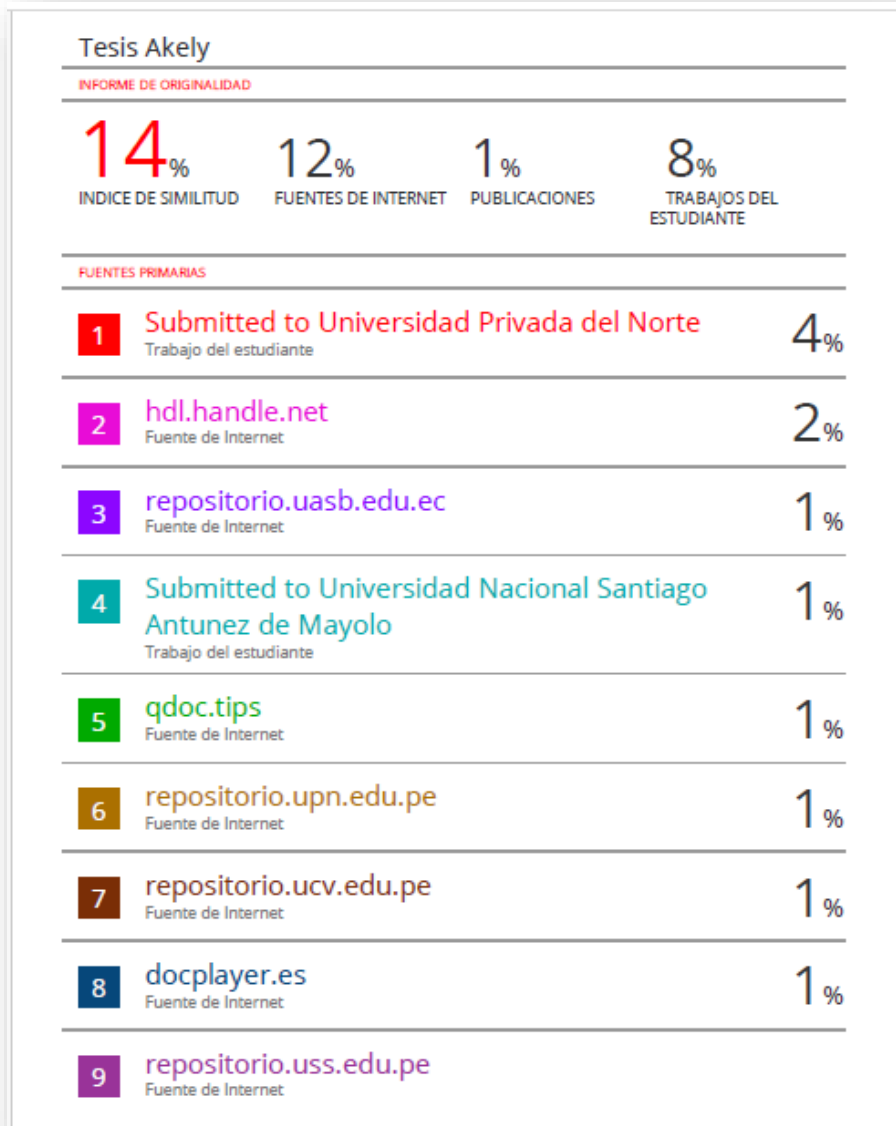 Tesis Akely
INFORME DE ORIGINALIDAD
14% 12% 1% 8%
INDICE DE SIMILITUD FUENTES DE INTERNET PUBLICACIONES TRABAJOS DEL
ESTUDIANTE
FUENTES PRIMARIAS
1 Submitted to Universidad Privada del Norte 4%
Trabajo del estudiante
2 hdl.handle.net 2%
Fuente de Internet
3 repositorio.uasb.edu.ec 1%
Fuente de Internet
4 Submitted to Universidad Nacional Santiago 1%
Antunez de Mayolo
Trabajo del estudiante
5 qdoc.tips 1%
Fuente de Internet
6 repositorio.upn.edu.pe 1%
Fuente de Internet
7 repositorio.ucv.edu.pe 1%
Fuente de Internet
8 docplayer.es 1%
Fuente de Internet
9 repositorio.uss.edu.pe
Fuente de Internet